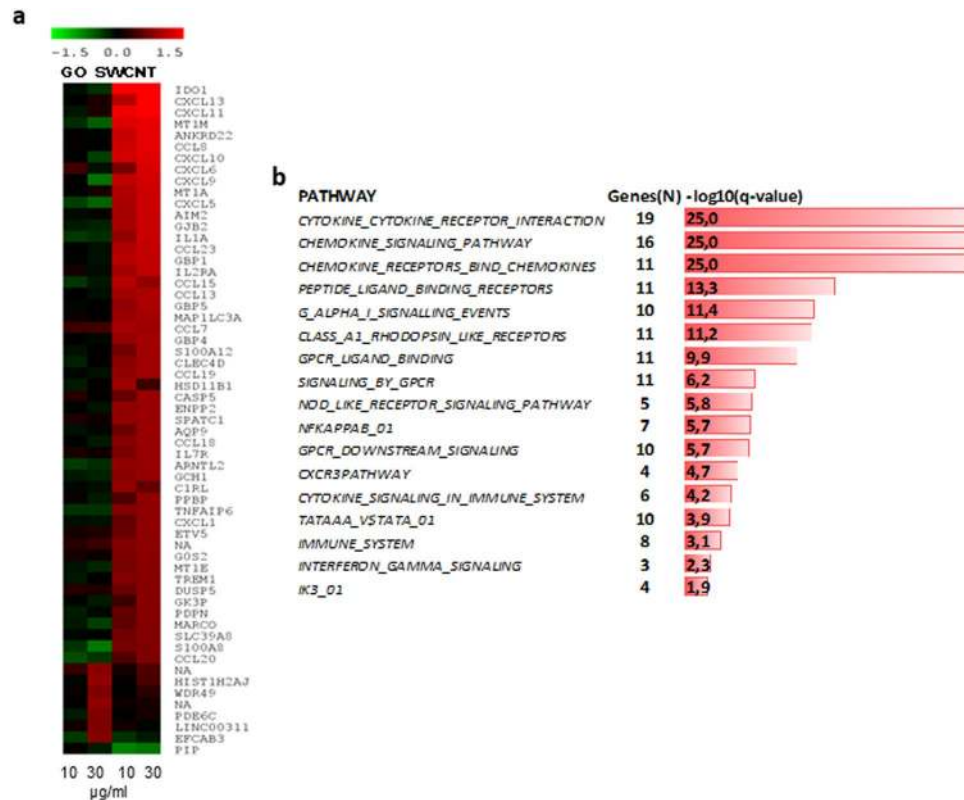 a
-1.5 0.0 1.5
GO SWCNT
IDO1
CXCL13
CXCL11
MT1M
ANKRD22
CCL8
CXCL10
CXCL6
CXCL9
MT1A
CXCL5
AIM2
GJB2
IL1A
CCL23
GBP1
IL2RA
CCL15
CCL13
GBP5
MAP1LC3A
CCL7
GBP4
S100A12
CLEC4D
CCL19
HSD11B1
CASP5
ENPP2
SPATC1
AQP9
CCL18
IL7R
ARNTL2
GCH1
C1RL
PPBP
TNFAIP6
CXCL1
ETV5
NA
G0S2
MT1E
TREM1
DUSP5
GK3P
PDPN
MARCO
SLC39A8
S100A8
CCL20
NA
HIST1H2AJ
WDR49
NA
PDE6C
LINC00311
EFCAB3
PIP
10 30 10 30
µg/ml
b
PATHWAY Genes(N) -log10(q-value)
CYTOKINE_CYTOKINE_RECEPTOR_INTERACTION 19 25,0
CHEMOKINE_SIGNALING_PATHWAY 16 25,0
CHEMOKINE_RECEPTORS_BIND_CHEMOKINES 11 25,0
PEPTIDE_LIGAND_BINDING_RECEPTORS 11 13,3
G_ALPHA_I_SIGNALLING_EVENTS 10 11,4
CLASS_A1_RHODOPSIN_LIKE_RECEPTORS 11 11,2
GPCR_LIGAND_BINDING 11 9,9
SIGNALING_BY_GPCR 11 6,2
NOD_LIKE_RECEPTOR_SIGNALING_PATHWAY 5 5,8
NFKAPPAB_01 7 5,7
GPCR_DOWNSTREAM_SIGNALING 10 5,7
CXCR3PATHWAY 4 4,7
CYTOKINE_SIGNALING_IN_IMMUNE_SYSTEM 6 4,2
TATAAA_VSTATA_01 10 3,9
IMMUNE_SYSTEM 8 3,1
INTERFERON_GAMMA_SIGNALING 3 2,3
IK3_01 4 1,9